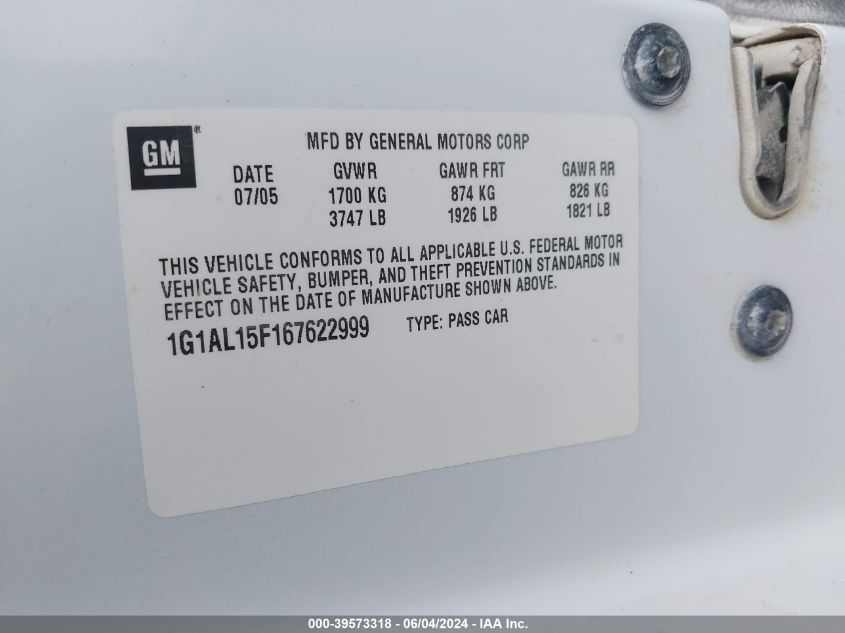 GM®
MFD BY GENERAL MOTORS CORP
DATE GVWR GAWR FRT GAWR RR
07/05 1700 KG 874 KG 826 KG
3747 LB 1926 LB 1821 LB
THIS VEHICLE CONFORMS TO ALL APPLICABLE U.S. FEDERAL MOTOR
VEHICLE SAFETY, BUMPER, AND THEFT PREVENTION STANDARDS IN
EFFECT ON THE DATE OF MANUFACTURE SHOWN ABOVE.
1G1AL15F167622999 TYPE: PASS CAR
000-39573318 - 06/04/2024 - IAA Inc.